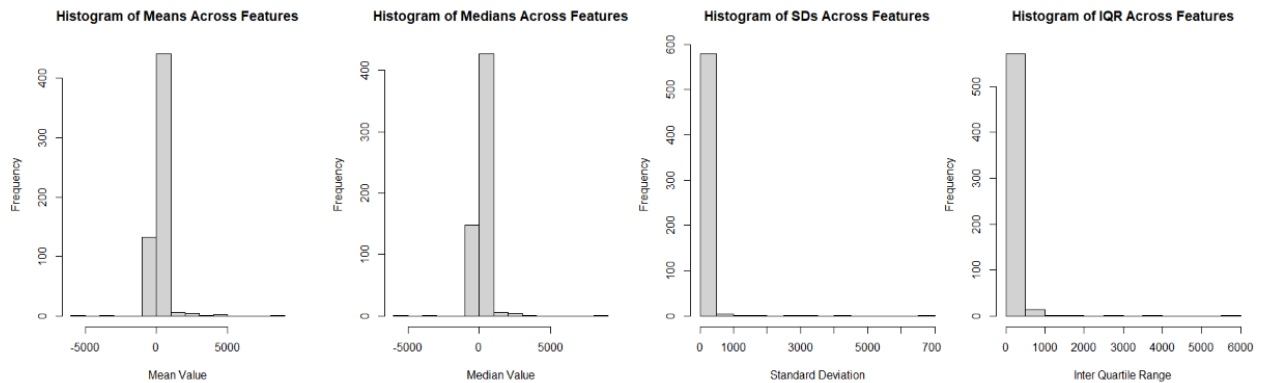 Histogram of Means Across Features
Frequency
0 100 200 300 400
-5000 0 5000
Mean Value
Histogram of Medians Across Features
Frequency
0 100 200 300 400
-5000 0 5000
Median Value
Histogram of SDs Across Features
Frequency
0 100 200 300 400 500 600
0 1000 3000 5000 700
Standard Deviation
Histogram of IQR Across Features
Frequency
0 100 200 300 400 500
0 1000 2000 3000 4000 5000 6000
Inter Quartile Range